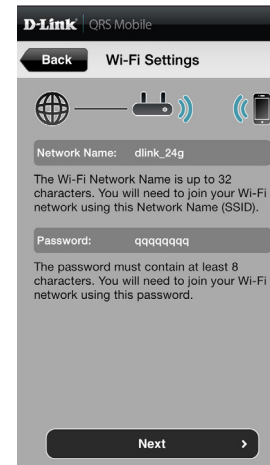 D-Link QRS Mobile
Back Wi-Fi Settings
Network Name: dlink_24g
The Wi-Fi Network Name is up to 32
characters. You will need to join your Wi-Fi
network using this Network Name (SSID).
Password: qqqqqqqq
The password must contain at least 8
characters. You will need to join your Wi-Fi
network using this password.
Next